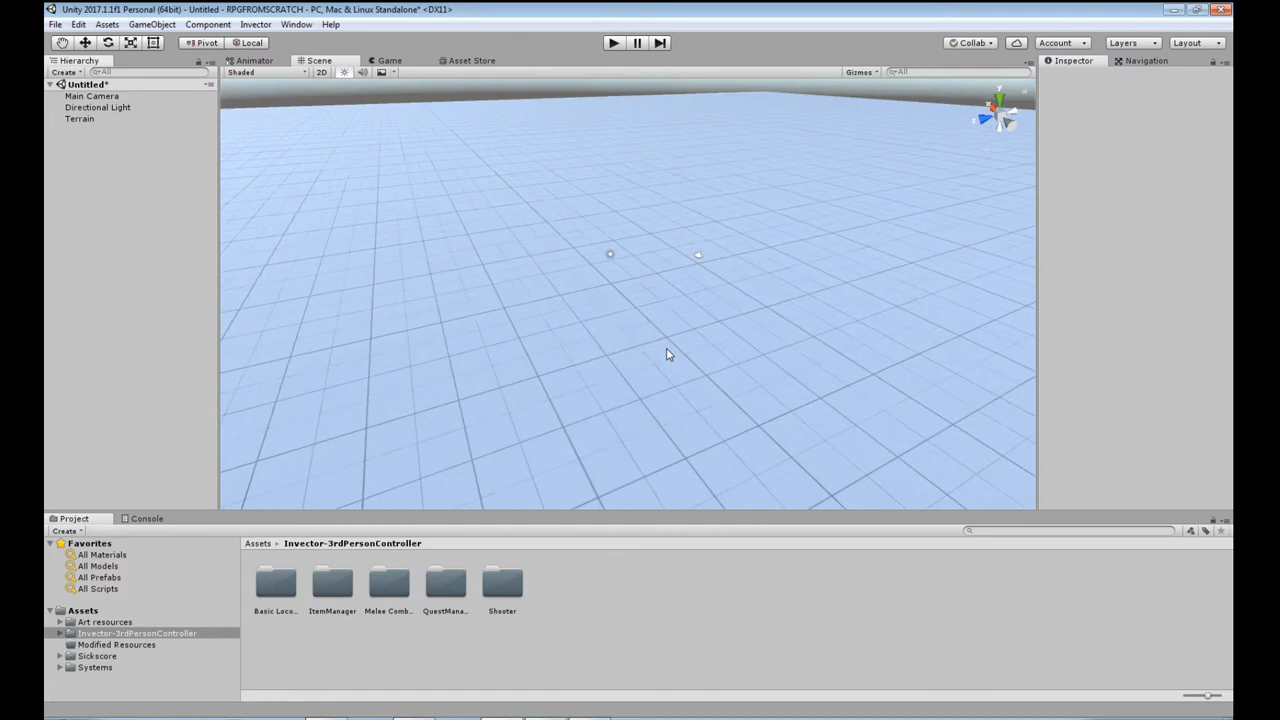 Unity 2017.1.1f1 Personal (64bit) - Untitled - RPGFROMSCRATCH - PC, Mac & Linux Standalone* <DX11>
File Edit Assets GameObject Component Invector Window Help
Pivot Local Collab Account Layers Layout
Hierarchy Animator Scene Game Asset Store Inspector Navigation
Create All Shaded 2D Gizmos All
Untitled*
Main Camera
Directional Light
Terrain
y
x
z
Project Console
Create
Favorites Assets Invector-3rdPersonController
All Materials
All Models
All Prefabs
All Scripts
Basic Loco... ItemManager Melee Comb... QuestMana... Shooter
Assets
Art resources
Invector-3rdPersonController
Modified Resources
Sickscore
Systems